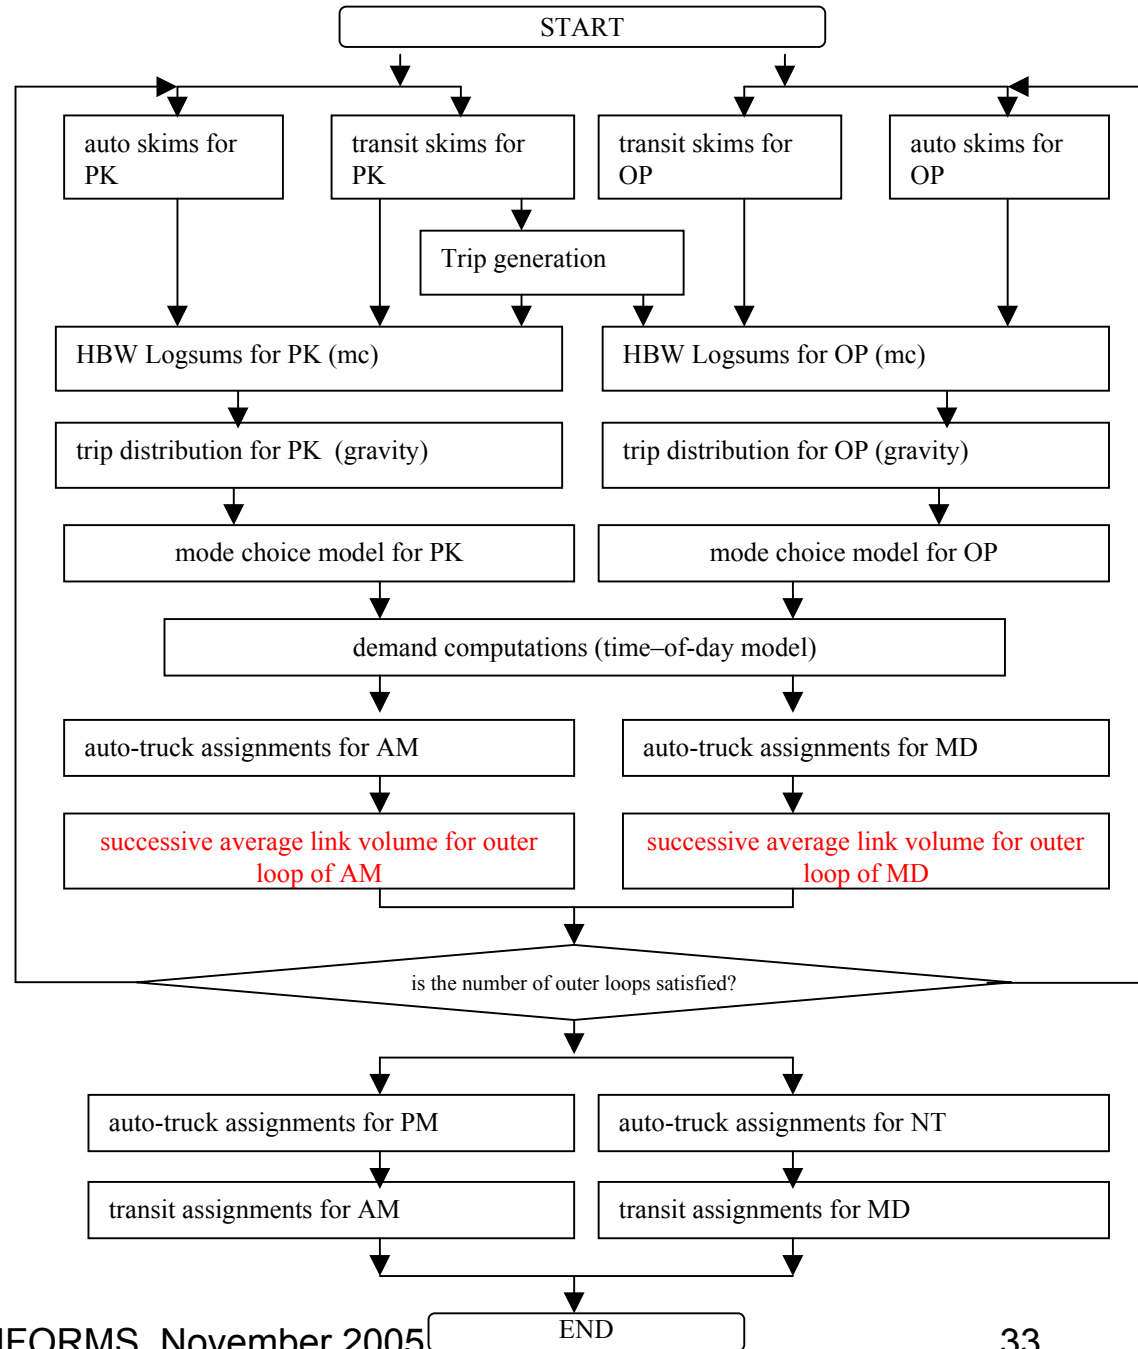 START
auto skims for
PK
transit skims for
PK
transit skims for
OP
auto skims for
OP
Trip generation
HBW Logsums for PK (mc)
HBW Logsums for OP (mc)
trip distribution for PK (gravity)
trip distribution for OP (gravity)
mode choice model for PK
mode choice model for OP
demand computations (time–of-day model)
auto-truck assignments for AM
auto-truck assignments for MD
successive average link volume for outer
loop of AM
successive average link volume for outer
loop of MD
is the number of outer loops satisfied?
auto-truck assignments for PM
auto-truck assignments for NT
transit assignments for AM
transit assignments for MD
END
NFORMS November 2005
33